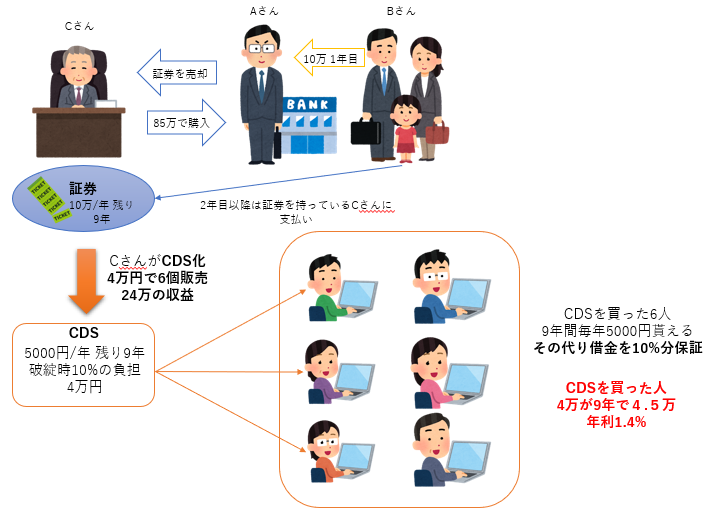 Cさん
Aさん
Bさん
10万 1年目
証券を売却
85万で購入
BANK
TICKET
TICKET
TICKET
TICKET
証券
10万/年 残り
9年
2年目以降は証券を持っているCさんに
支払い
CさんがCDS化
4万円で6個販売
24万の収益
CDS
5000円/年 残り9年
破綻時10%の負担
4万円
CDSを買った6人
9年間毎年5000円貰える
その代り借金を10%分保証
CDSを買った人
4万が9年で４.５万
年利1.4%